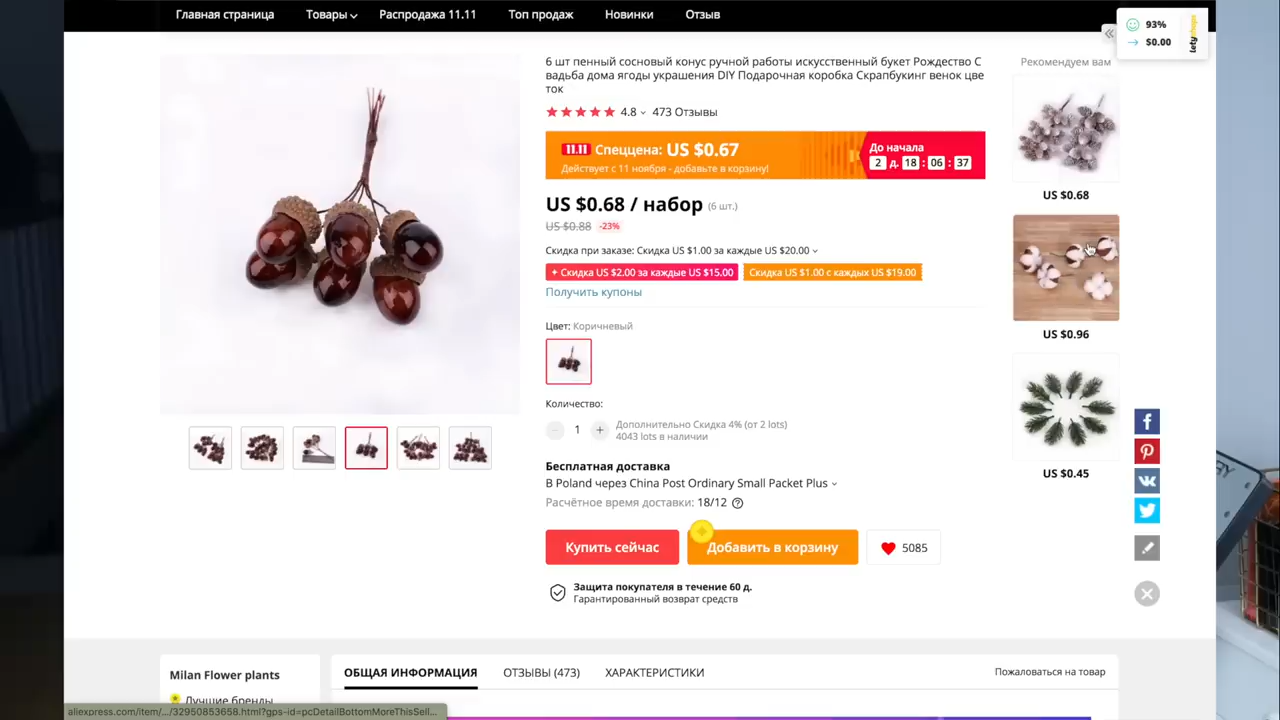 Главная страница
Товары
Распродажа 11.11
Топ продаж
Новинки
Отзыв
93%
$0.00
letyshops
6 шт пенный сосновый конус ручной работы искусственный букет Рождество С
вадьба дома ягоды украшения DIY Подарочная коробка Скрапбукинг венок цве
ток
4.8
473 Отзывы
11.11 Спеццена: US $0.67
Действует с 11 ноября - добавьте в корзину!
До начала
2 д. 18 : 06 : 37
US $0.68 / набор (6 шт.)
US $0.88 -23%
Скидка при заказе: Скидка US $1.00 за каждые US $20.00
+ Скидка US $2.00 за каждые US $15.00
Скидка US $1.00 с каждых US $19.00
Получить купоны
Цвет: Коричневый
Количество:
1
Дополнительно Скидка 4% (от 2 lots)
4043 lots в наличии
Бесплатная доставка
В Poland через China Post Ordinary Small Packet Plus
Расчётное время доставки: 18/12
Купить сейчас
Добавить в корзину
5085
Защита покупателя в течение 60 д.
Гарантированный возврат средств
Рекомендуем вам
US $0.68
US $0.96
US $0.45
Milan Flower plants
Лучшие бренды
ОБЩАЯ ИНФОРМАЦИЯ
ОТЗЫВЫ (473)
ХАРАКТЕРИСТИКИ
Пожаловаться на товар
aliexpress.com/item/.../32950853658.html?gps-id=pcDetailBottomMoreThisSell...